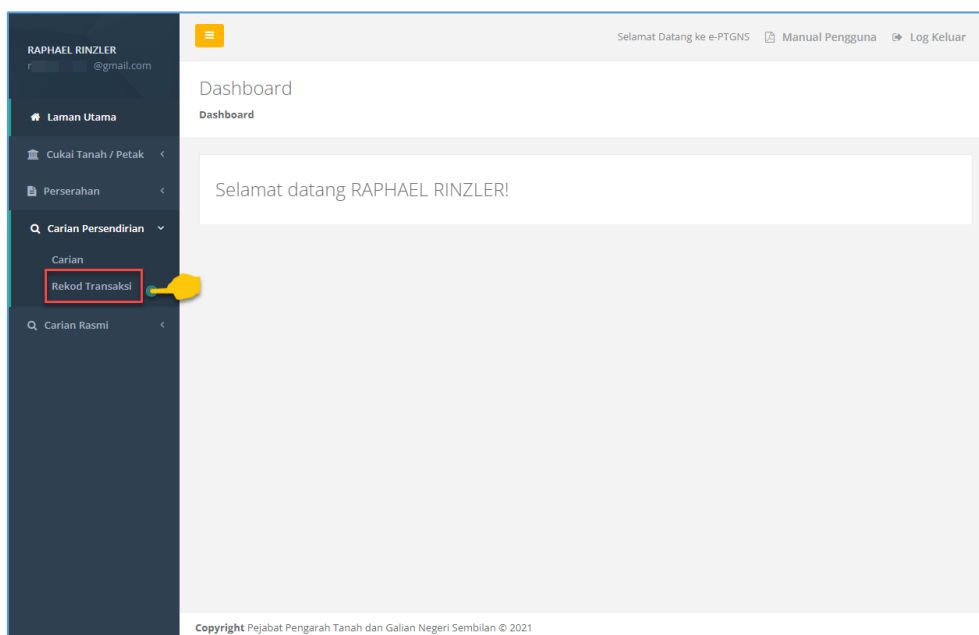 RAPHAEL RINZLER
r @gmail.com
Laman Utama
Cukai Tanah / Petak
Perserahan
Carian Persendirian
Carian
Rekod Transaksi
Carian Rasmi
Selamat Datang ke e-PTGNS Manual Pengguna Log Keluar
Dashboard
Dashboard
Selamat datang RAPHAEL RINZLER!
Copyright Pejabat Pengarah Tanah dan Galian Negeri Sembilan © 2021